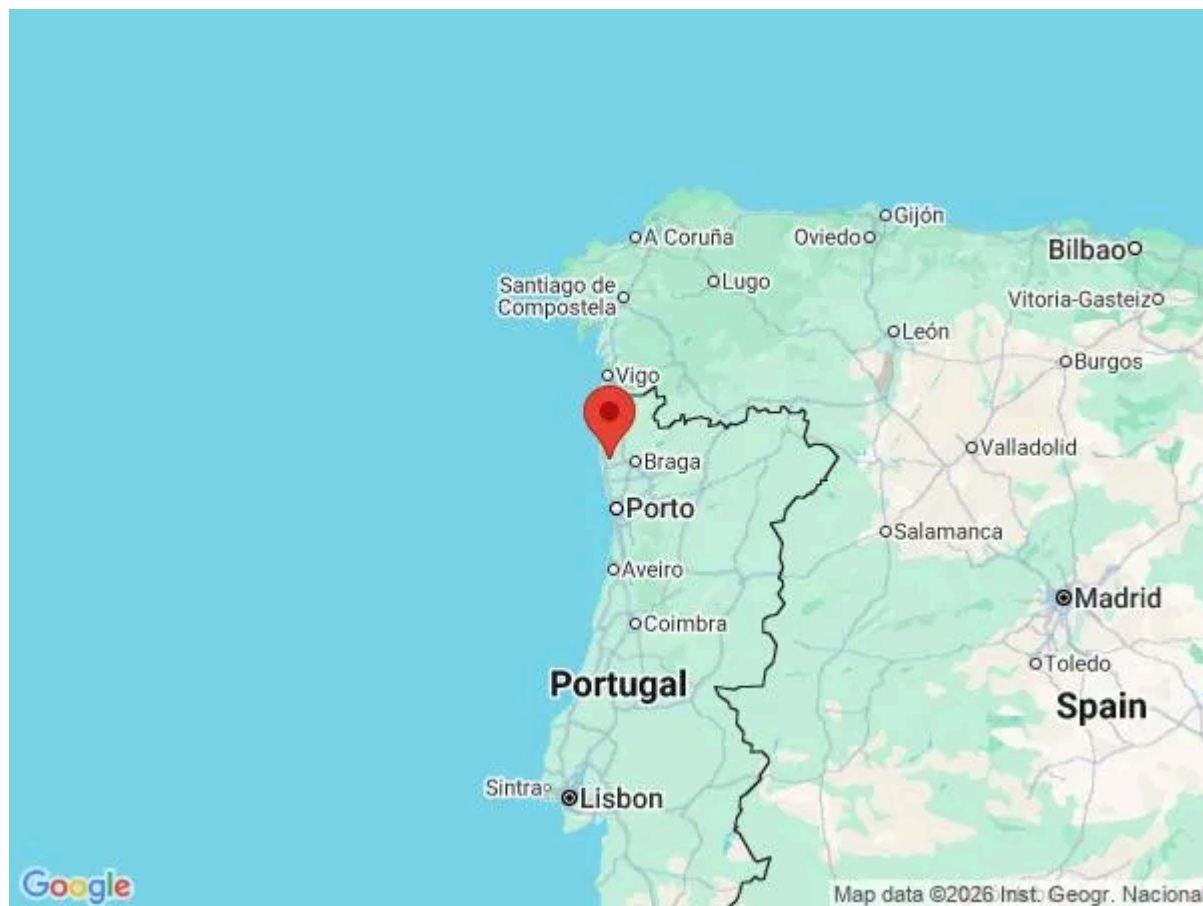 A Coruña
Oviedo
Gijón
Bilbao
Santiago de
Compostela
Lugo
Vitoria-Gasteiz
León
Burgos
Vigo
Valladolid
Braga
Porto
Salamanca
Aveiro
Madrid
Coimbra
Toledo
Portugal
Spain
Sintra
Lisbon
Google
Map data ©2026 Inst. Geogr. Nacional